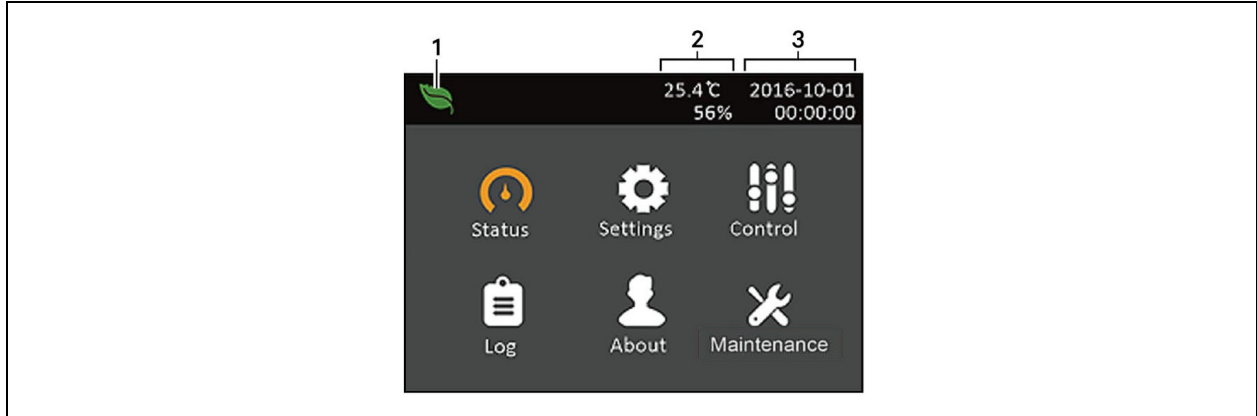 1 2 3
25.4℃ 2016-10-01
56% 00:00:00
Status Settings Control
Log About Maintenance